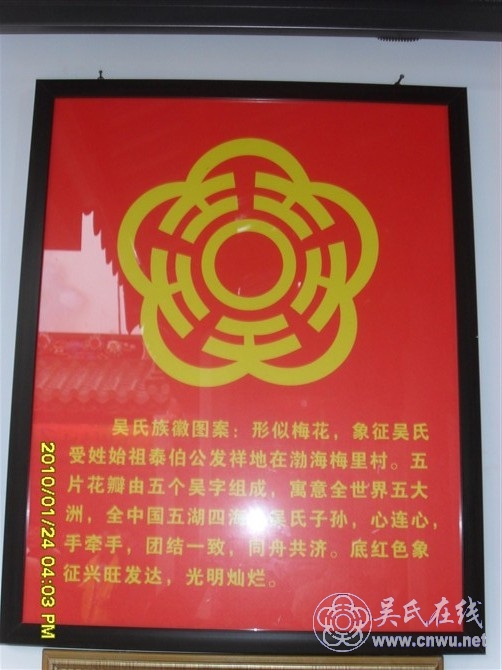 吴氏族徽图案：形似梅花，象征吴氏
受姓始祖泰伯公发祥地在渤海梅里村。五
片花瓣由五个吴字组成，寓意全世界五大
洲，全中国五湖四海 吴氏子孙，心连心，
手牵手，团结一致，同舟共济。底红色象
征兴旺发达，光明灿烂。
2010/01/24 04:03 PM
吴氏在线
www.cnwu.net